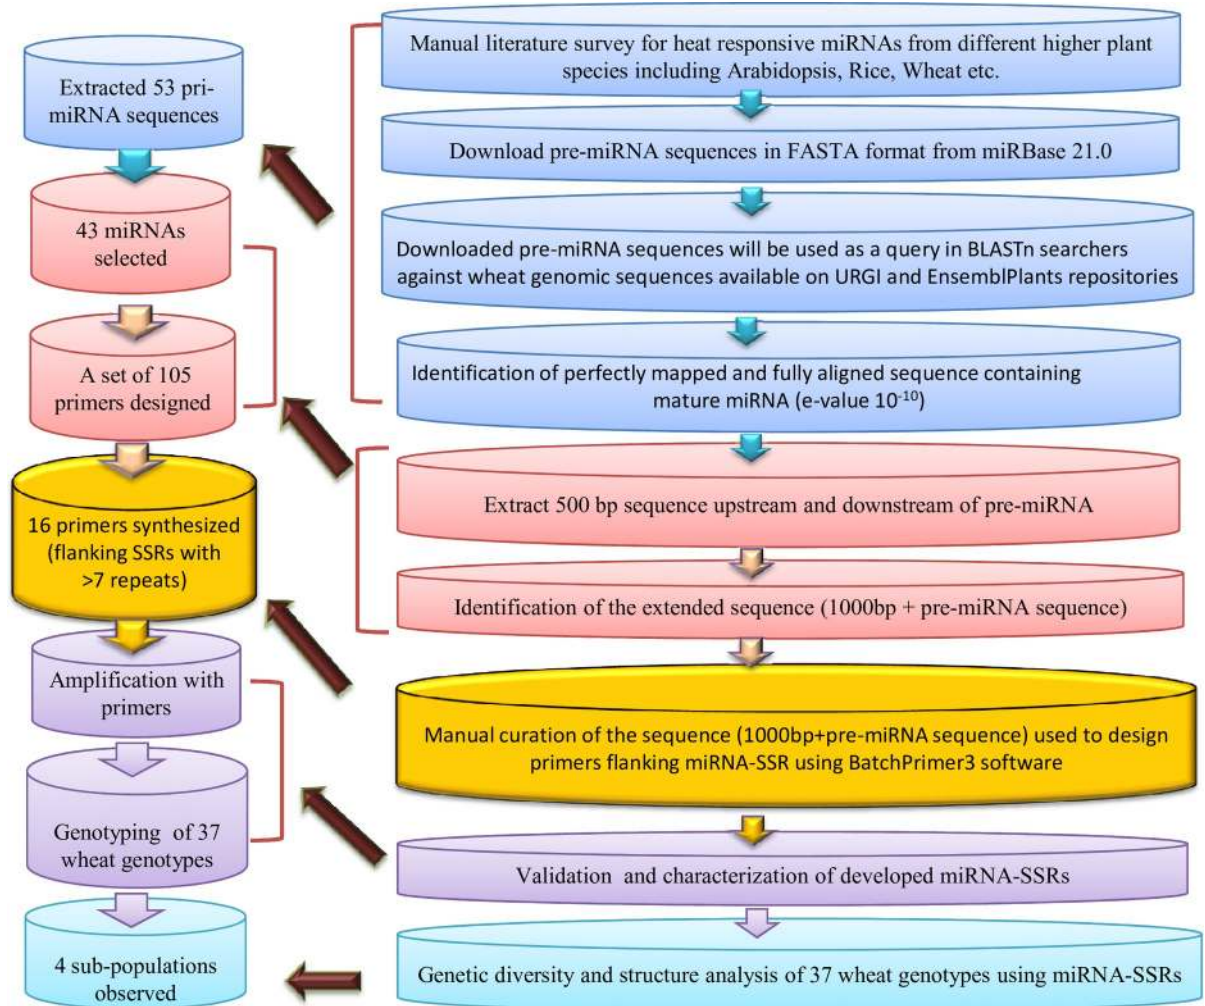 Extracted 53 pri-
miRNA sequences
43 miRNAs
selected
A set of 105
primers designed
16 primers synthesized
(flanking SSRs with
>7 repeats)
Amplification with
primers
Genotyping of 37
wheat genotypes
4 sub-populations
observed
Manual literature survey for heat responsive miRNAs from different higher plant
species including Arabidopsis, Rice, Wheat etc.
Download pre-miRNA sequences in FASTA format from miRBase 21.0
Downloaded pre-miRNA sequences will be used as a query in BLASTn searchers
against wheat genomic sequences available on URGI and EnsemblPlants repositories
Identification of perfectly mapped and fully aligned sequence containing
mature miRNA (e-value 10⁻¹⁰)
Extract 500 bp sequence upstream and downstream of pre-miRNA
Identification of the extended sequence (1000bp + pre-miRNA sequence)
Manual curation of the sequence (1000bp+pre-miRNA sequence) used to design
primers flanking miRNA-SSR using BatchPrimer3 software
Validation and characterization of developed miRNA-SSRs
Genetic diversity and structure analysis of 37 wheat genotypes using miRNA-SSRs